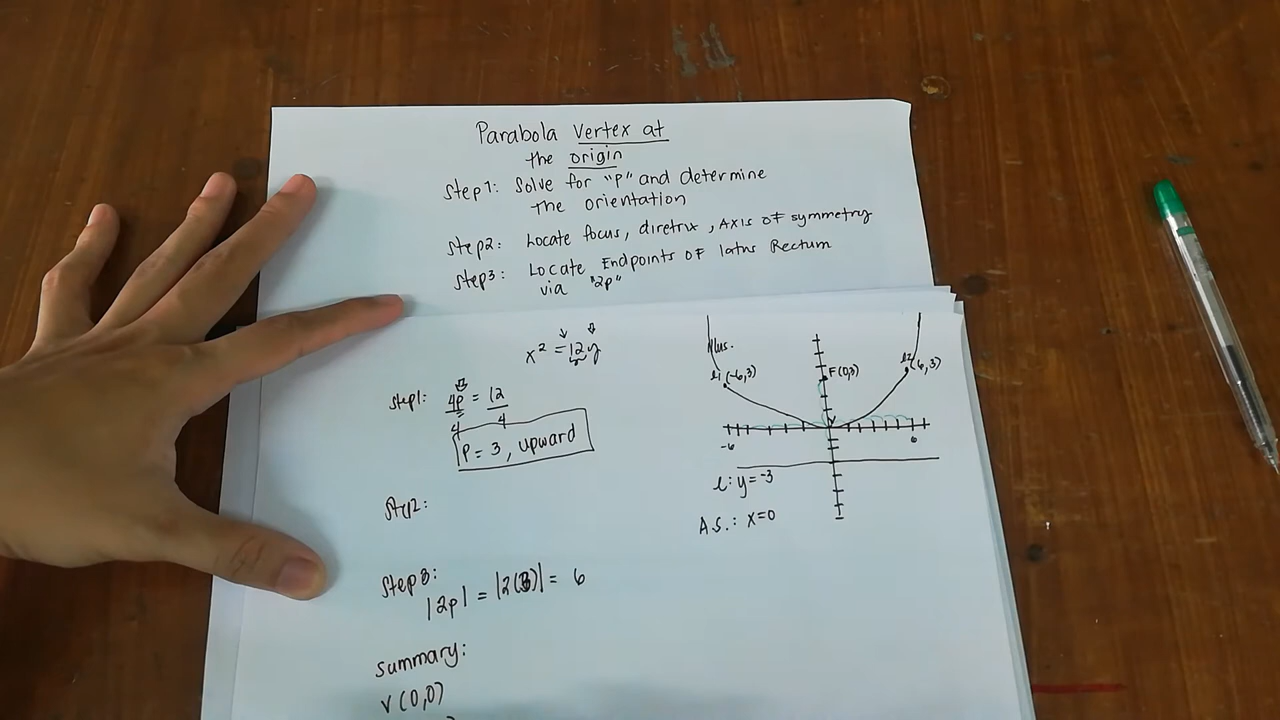 Parabola Vertex at
the origin
Step1: Solve for "P" and determine
The orientation
Step2: Locate focus, diretrix, Axis of symmetry
Step3: Locate Endpoints of latus Rectum
via "2p"
x² = 12y
Step1: 4P = 12
4 4
P = 3, upward
Step2:
Step3:
|2p| = |2(3)| = 6
Summary:
V (0,0)
Illus.
l1 (-6,3)
F (0,3)
l2 (6,3)
V
-6
6
l: y = -3
A.S.: x=0